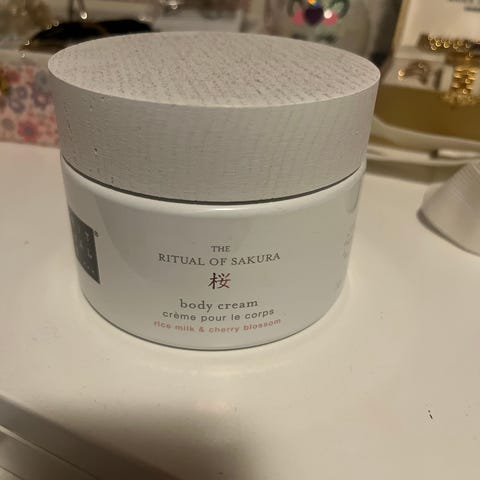 THE
RITUAL OF SAKURA
桜
body cream
crème pour le corps
rice milk & cherry blossom